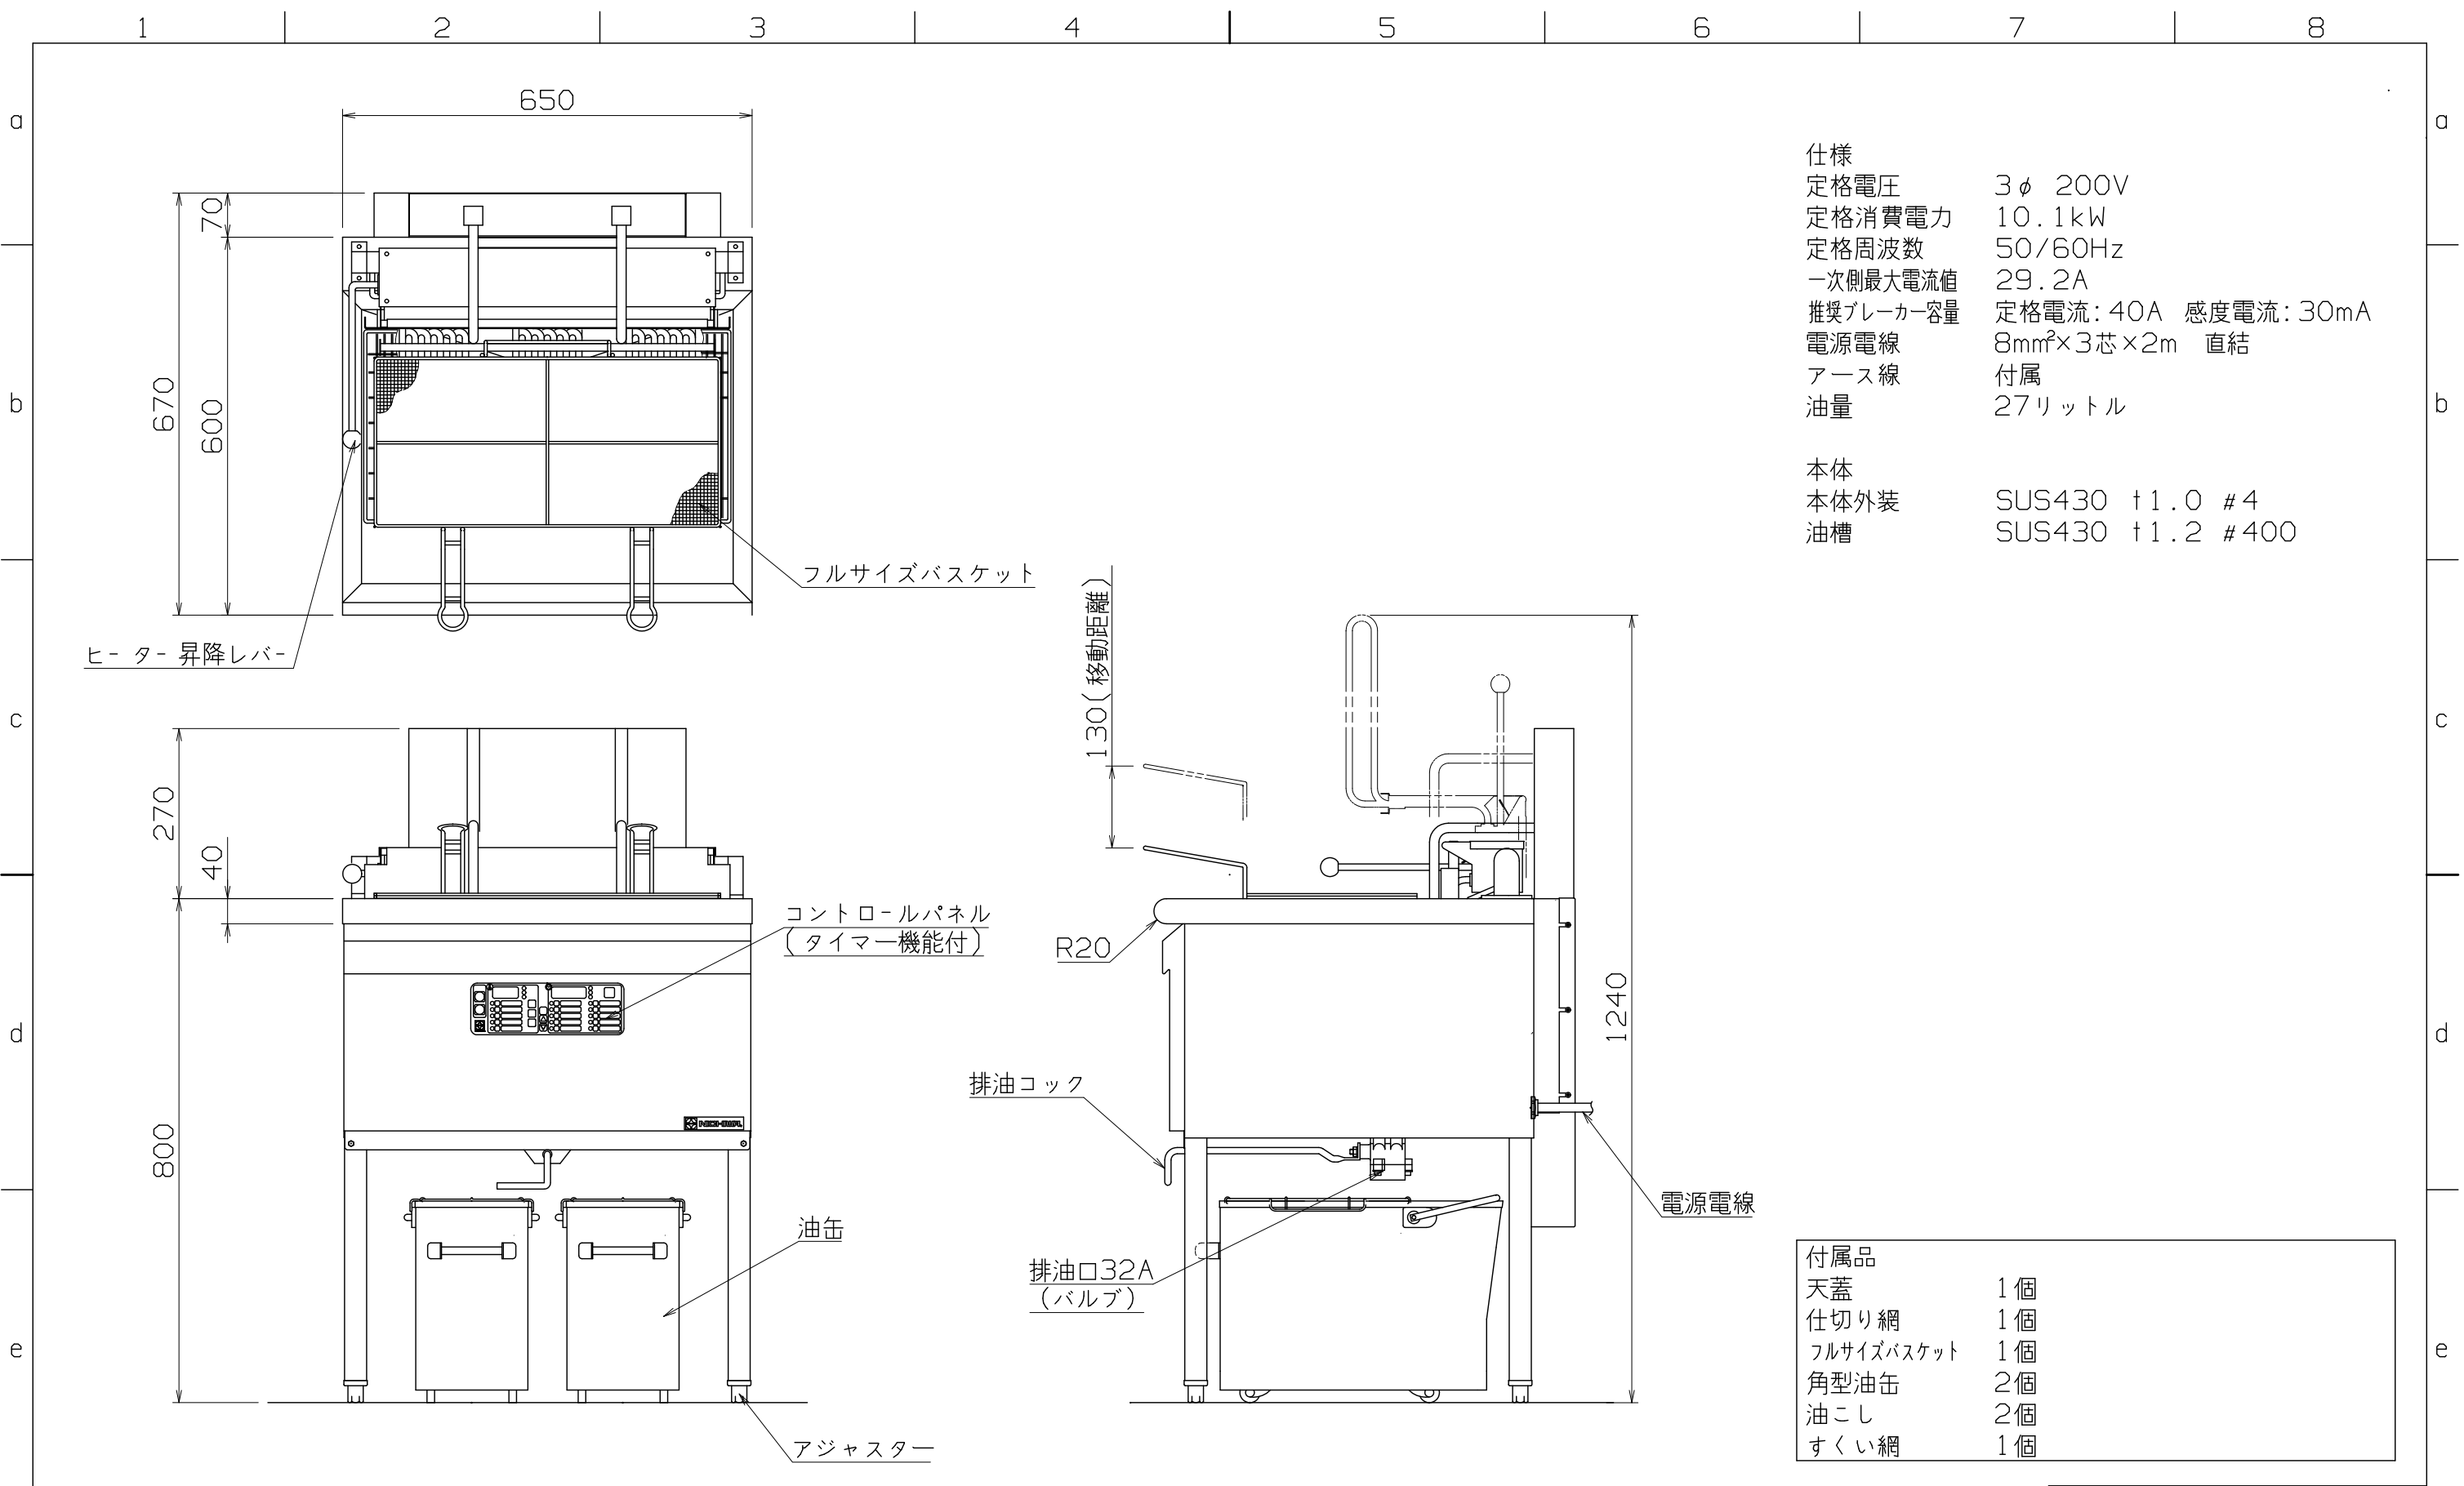 1 2 3 4 5 6 7 8
a
b
c
d
e
a
b
c
d
e
650
70
670
600
フルサイズバスケット
ヒーター昇降レバー
270
40
800
コントロールパネル
(タイマー機能付)
油缶
アジャスター
130(移動距離)
R20
1240
排油コック
排油口32A
(バルブ)
電源電線
仕様
定格電圧 3φ 200V
定格消費電力 10.1kW
定格周波数 50/60Hz
一次側最大電流値 29.2A
推奨ブレーカー容量 定格電流:40A 感度電流:30mA
電源電線 8mm²×3芯×2m 直結
アース線 付属
油量 27リットル
本体
本体外装 SUS430 t1.0 #4
油槽 SUS430 t1.2 #400
付属品
天蓋 1個
仕切り網 1個
フルサイズバスケット 1個
角型油缶 2個
油こし 2個
すくい網 1個